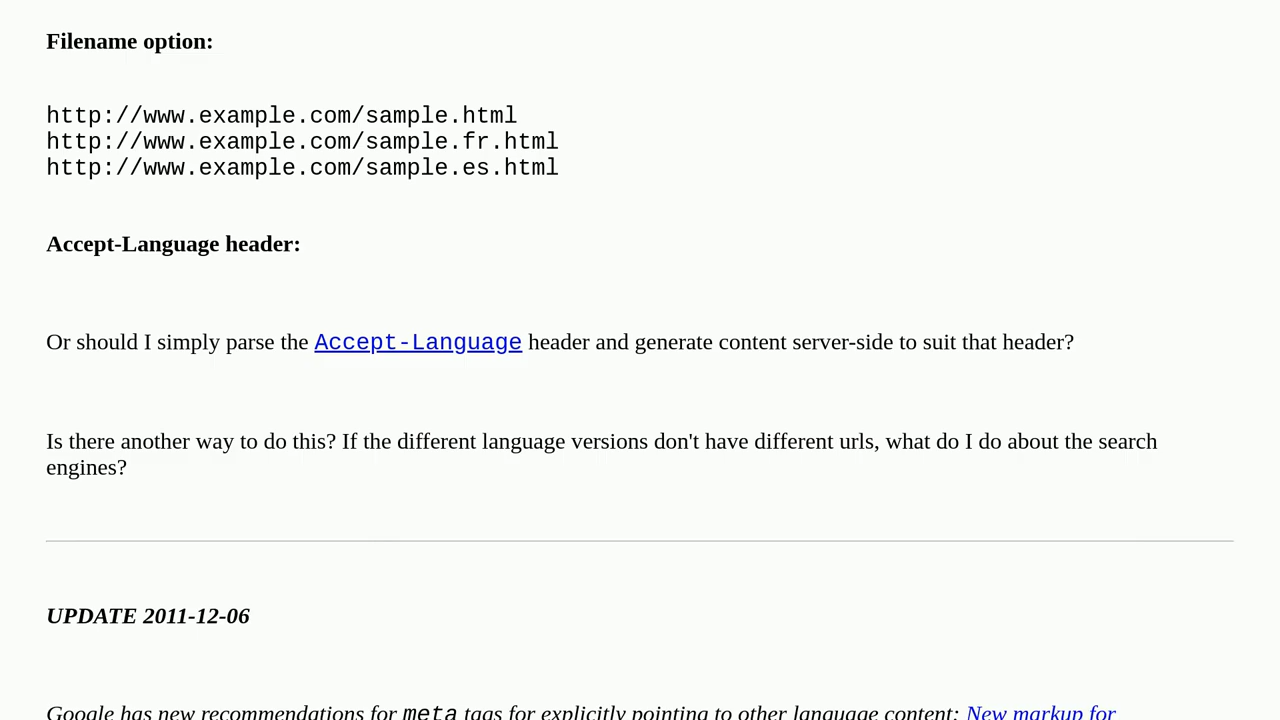 Filename option:
http://www.example.com/sample.html
http://www.example.com/sample.fr.html
http://www.example.com/sample.es.html
Accept-Language header:
Or should I simply parse the Accept-Language header and generate content server-side to suit that header?
Is there another way to do this? If the different language versions don't have different urls, what do I do about the search
engines?
UPDATE 2011-12-06
Google has new recommendations for meta tags for explicitly pointing to other language content: New markup for